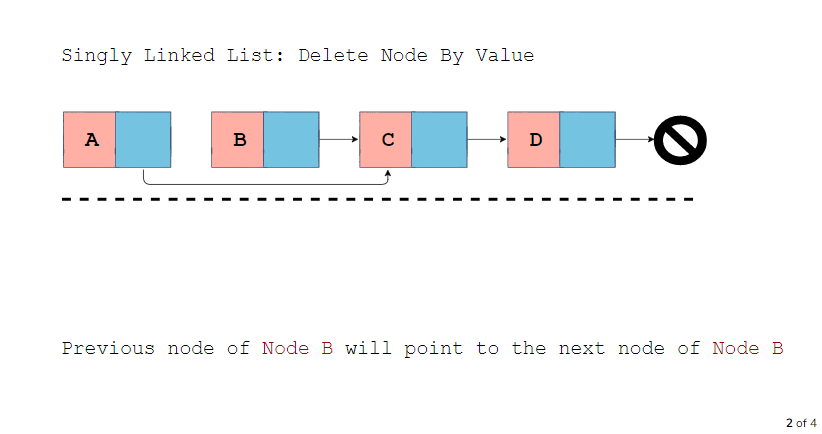 Singly Linked List: Delete Node By Value
A B C D
Previous node of Node B will point to the next node of Node B
2 of 4